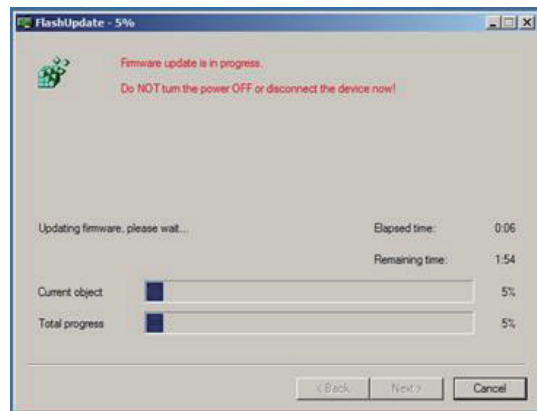 FlashUpdate - 5%
Firmware update is in progress.
Do NOT turn the power OFF or disconnect the device now!
Updating firmware, please wait...
Elapsed time: 0:06
Remaining time: 1:54
Current object 5%
Total progress 5%
< Back Next > Cancel